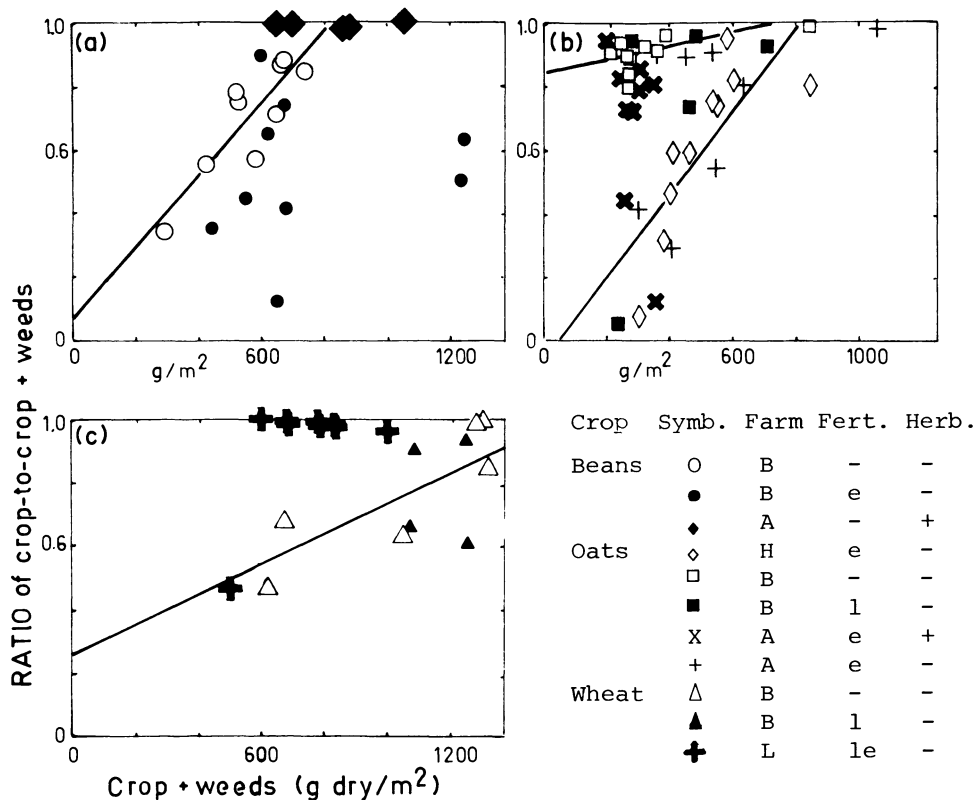 1.0
(a)
0.6
0
0
600
1200
g/m²
1.0
(b)
0.6
0
0
600
1200
g/m²
1.0
(c)
0.6
0
0
600
1200
RATIO of crop-to-crop + weeds
Crop + weeds (g dry/m²)
Crop Symb. Farm Fert. Herb.
Beans B - -
B e -
A - +
Oats H e -
B - -
B l -
X A e +
A e -
Wheat B - -
B l -
L le -